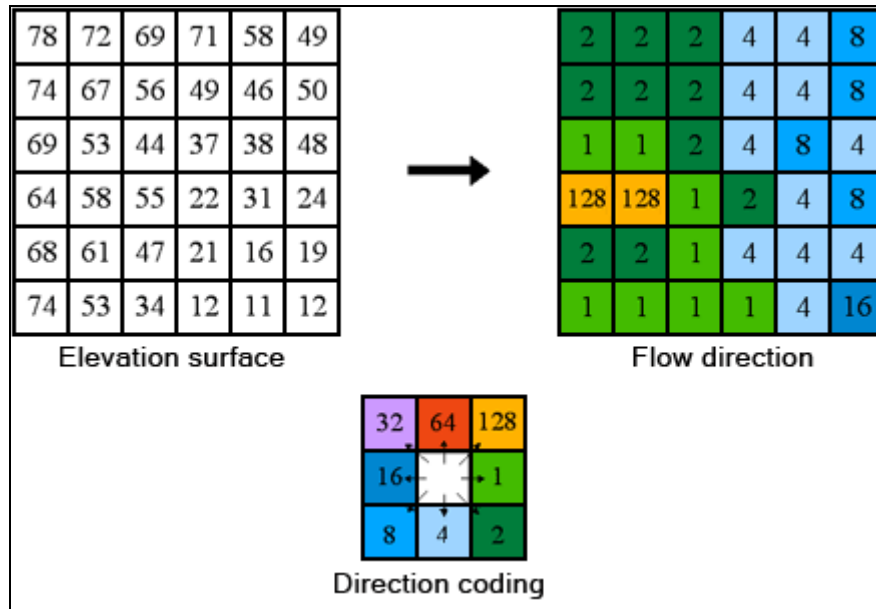 78 72 69 71 58 49 2 2 2 4 4 8
74 67 56 49 46 50 2 2 2 4 4 8
69 53 44 37 38 48 1 1 2 4 8 4
64 58 55 22 31 24 128 128 1 2 4 8
68 61 47 21 16 19 2 2 1 4 4 4
74 53 34 12 11 12 1 1 1 1 4 16
Elevation surface Flow direction
32 64 128
16 1
8 4 2
Direction coding